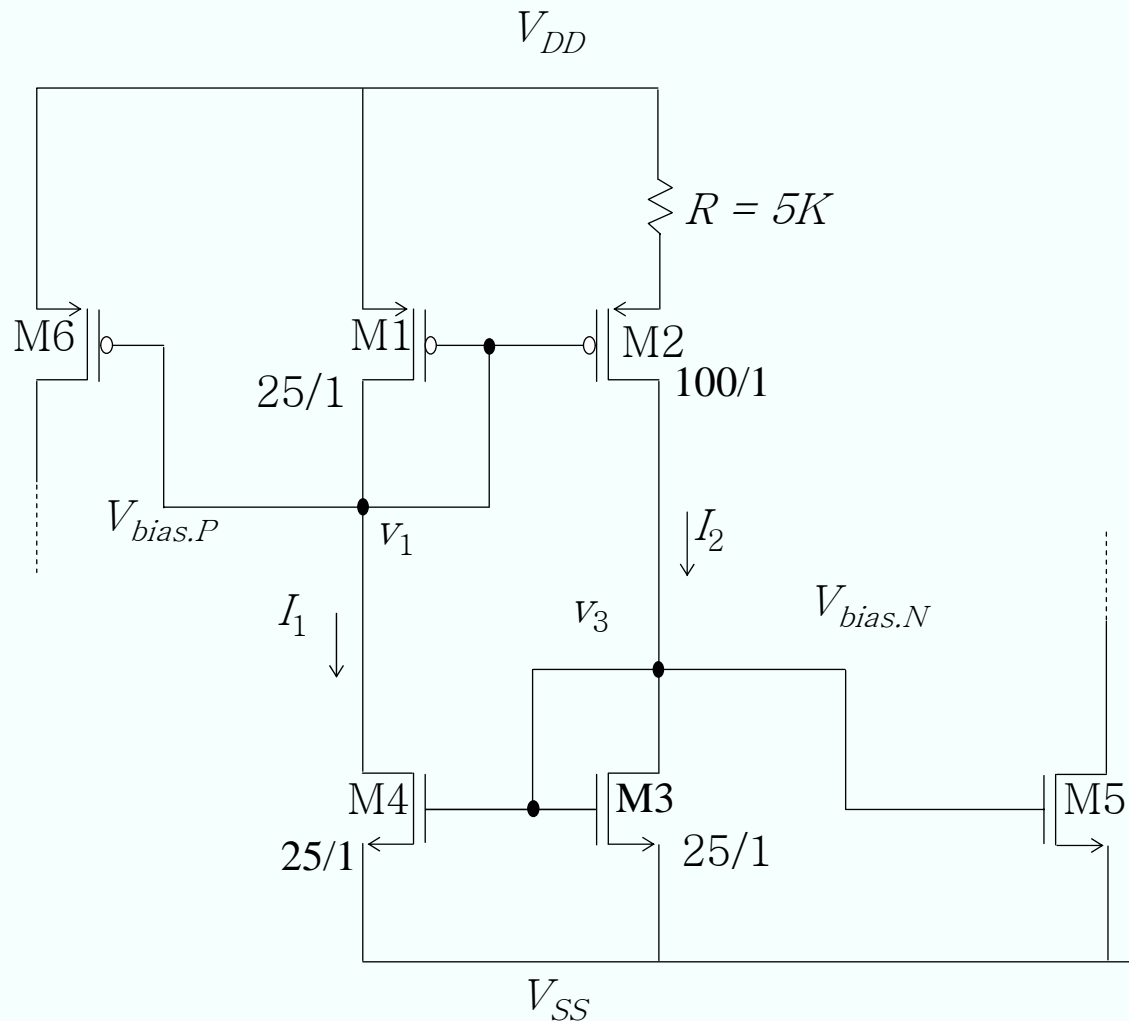 V_DD
R = 5K
M6
M1
M2
25/1
100/1
V_bias.P
v_1
I_2
I_1
v_3
V_bias.N
M4
M3
M5
25/1
25/1
V_SS